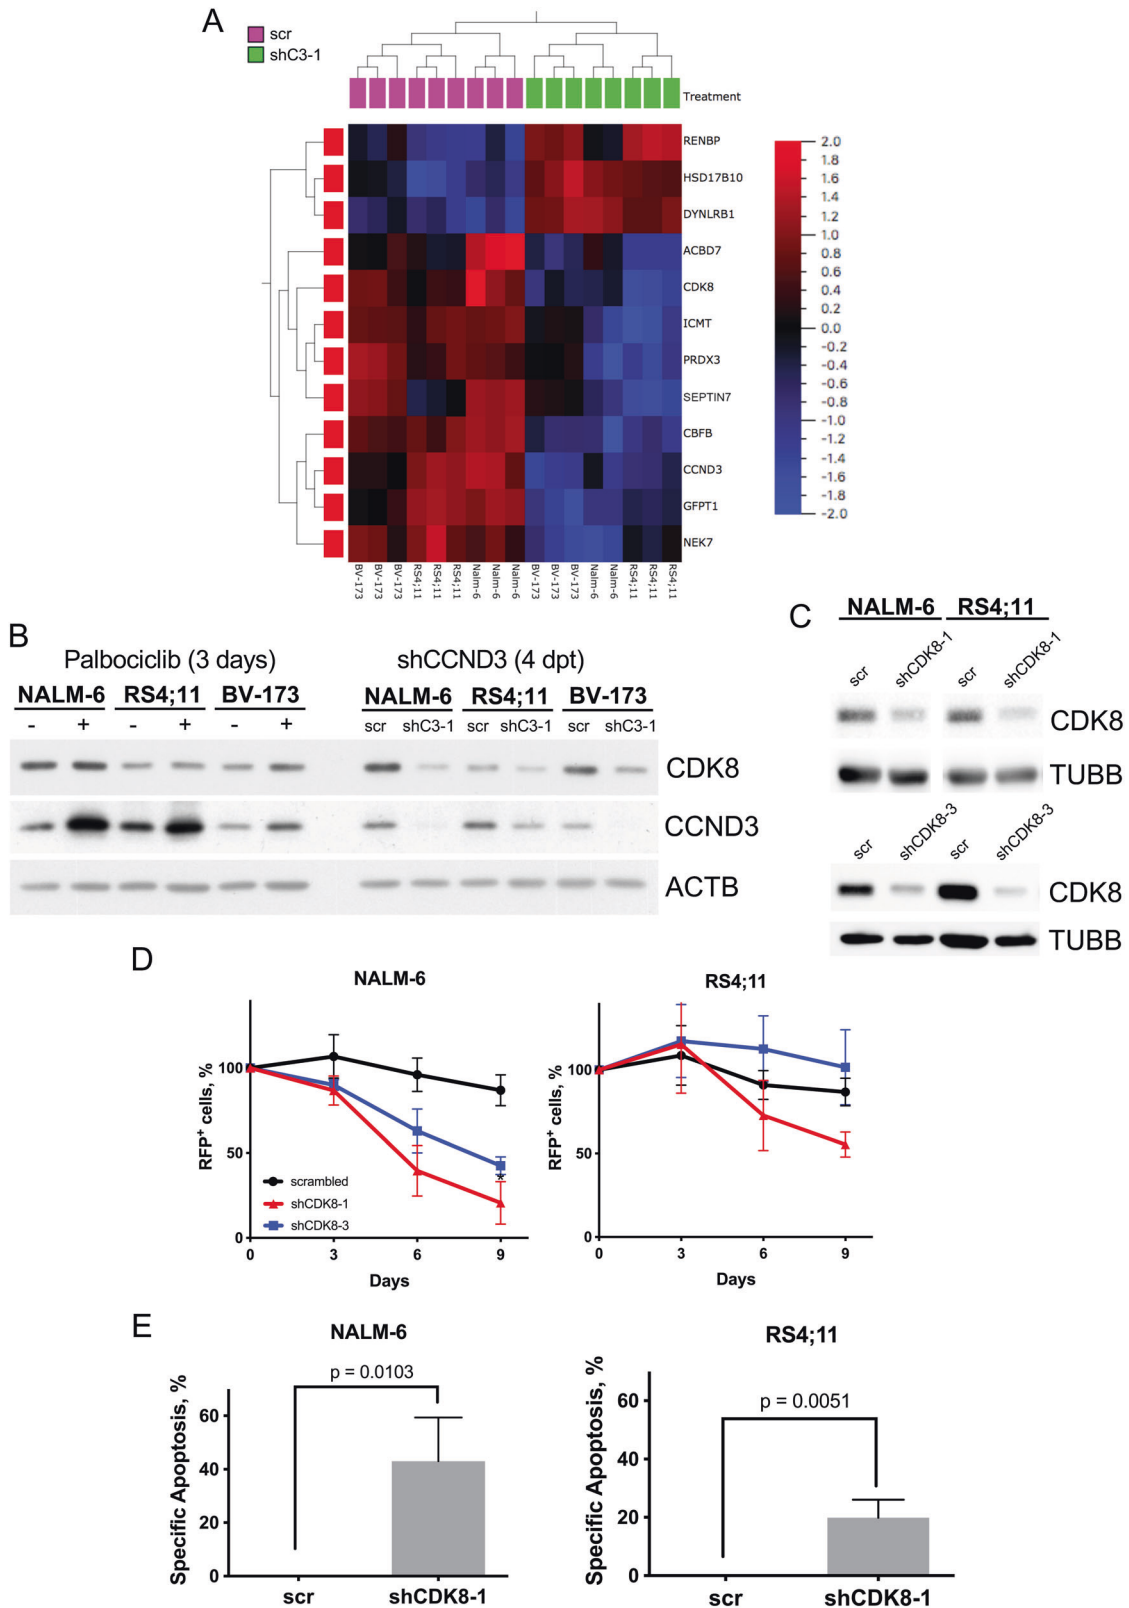 A
scr
shC3-1
Treatment
RENBP
HSD17B10
DYNLRB1
ACBD7
CDK8
ICMT
PRDX3
SEPTIN7
CBFB
CCND3
GFPT1
NEK7
2.0
1.8
1.6
1.4
1.2
1.0
0.8
0.6
0.4
0.2
0.0
-0.2
-0.4
-0.6
-0.8
-1.0
-1.2
-1.4
-1.6
-1.8
-2.0
BV-173 BV-173 BV-173 RS4;11 RS4;11 RS4;11 Nalm-6 Nalm-6 Nalm-6 BV-173 BV-173 BV-173 Nalm-6 Nalm-6 RS4;11 RS4;11 RS4;11
B
Palbociclib (3 days) shCCND3 (4 dpt)
NALM-6 RS4;11 BV-173 NALM-6 RS4;11 BV-173
- + - + - + scr shC3-1 scr shC3-1 scr shC3-1
CDK8
CCND3
ACTB
C
NALM-6 RS4;11
scr shCDK8-1 scr shCDK8-1
CDK8
TUBB
scr shCDK8-3 scr shCDK8-3
CDK8
TUBB
D
NALM-6
RFP+ cells, %
100
50
0
scrambled
shCDK8-1
shCDK8-3
*
0 3 6 9
Days
RS4;11
RFP+ cells, %
100
50
0
0 3 6 9
Days
E
NALM-6
p = 0.0103
Specific Apoptosis, %
60
40
20
0
scr shCDK8-1
RS4;11
p = 0.0051
Specific Apoptosis, %
60
40
20
0
scr shCDK8-1